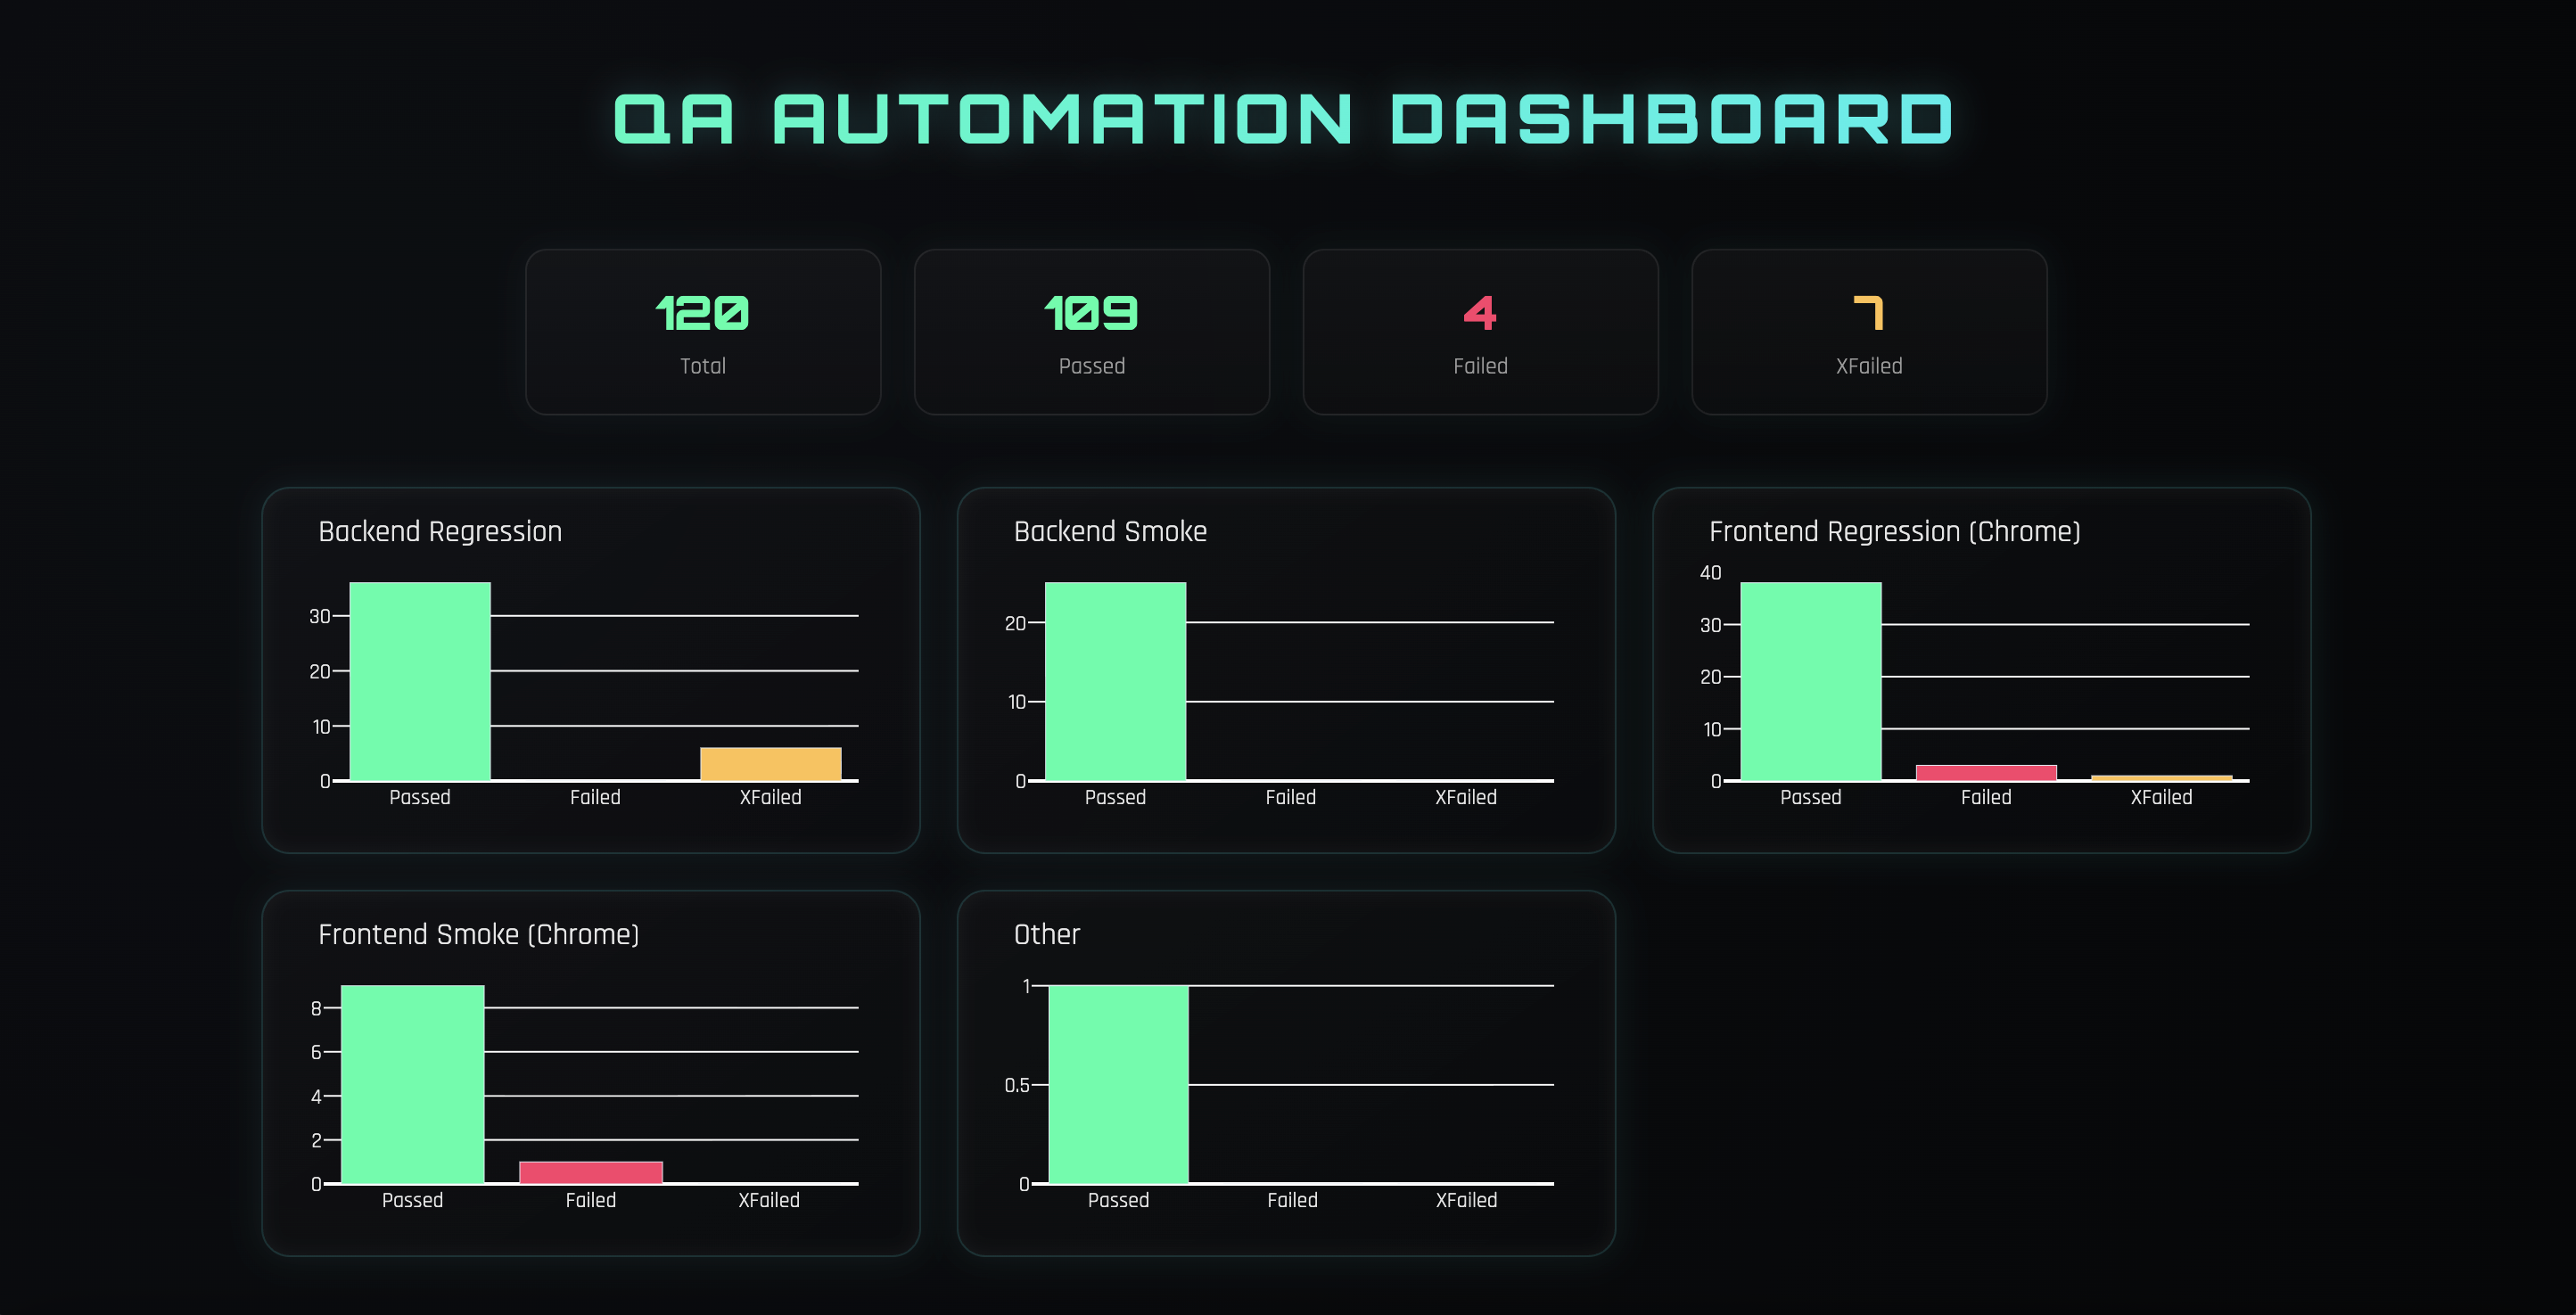 QA AUTOMATION DASHBOARD
120
Total
109
Passed
4
Failed
7
XFailed
Backend Regression
30
20
10
0
Passed Failed XFailed
Backend Smoke
20
10
0
Passed Failed XFailed
Frontend Regression (Chrome)
40
30
20
10
0
Passed Failed XFailed
Frontend Smoke (Chrome)
8
6
4
2
0
Passed Failed XFailed
Other
1
0.5
0
Passed Failed XFailed